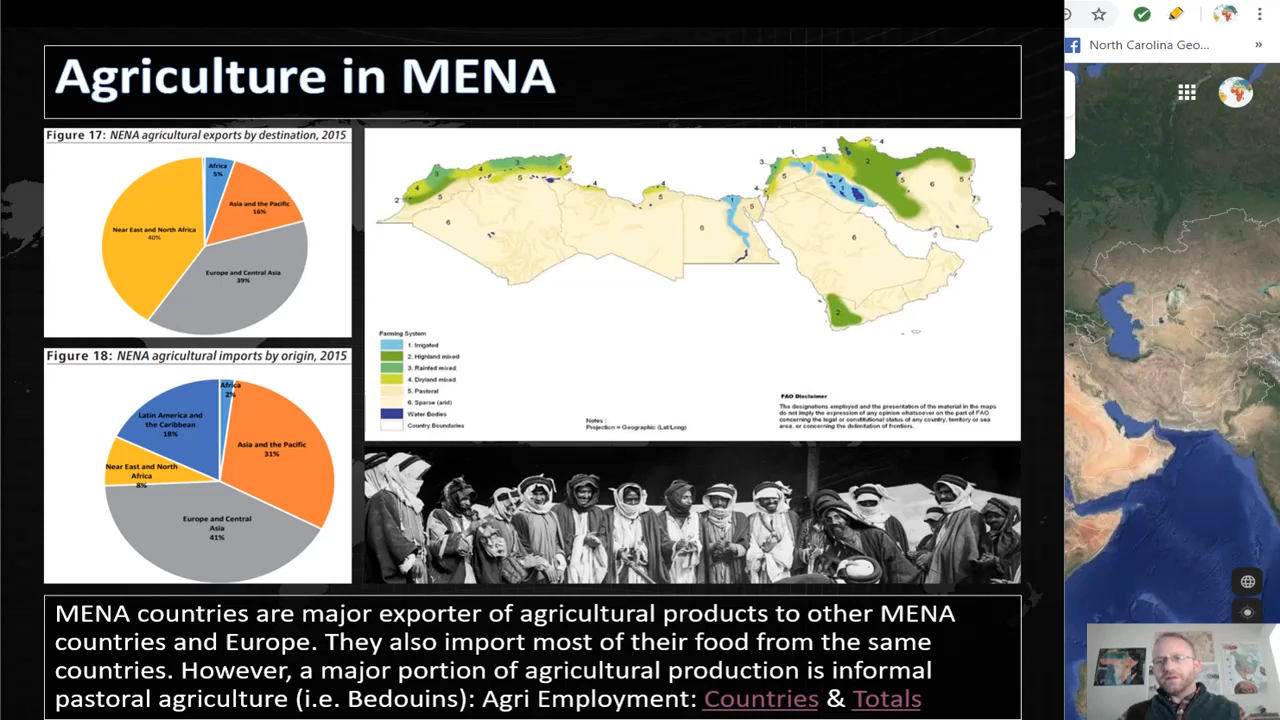 North Carolina Geo...
»
Agriculture in MENA
Figure 17: NENA agricultural exports by destination, 2015
Africa
5%
Asia and the Pacific
16%
Near East and North Africa
40%
Europe and Central Asia
39%
Figure 18: NENA agricultural imports by origin, 2015
Africa
2%
Latin America and
the Caribbean
18%
Asia and the Pacific
31%
Near East and North
Africa
8%
Europe and Central
Asia
41%
Farming System
1. Irrigated
2. Highland mixed
3. Rainfed mixed
4. Dryland mixed
5. Pastoral
6. Sparse (arid)
Water Bodies
Country Boundaries
Notes :
Projection = Geographic (Lat/Long)
FAO Disclaimer
The designations employed and the presentation of the material in the maps
do not imply the expression of any opinion whatsoever on the part of FAO
concerning the legal or constitutional status of any country, territory or sea
area, or concerning the delimitation of frontiers.
MENA countries are major exporter of agricultural products to other MENA
countries and Europe. They also import most of their food from the same
countries. However, a major portion of agricultural production is informal
pastoral agriculture (i.e. Bedouins): Agri Employment: Countries & Totals